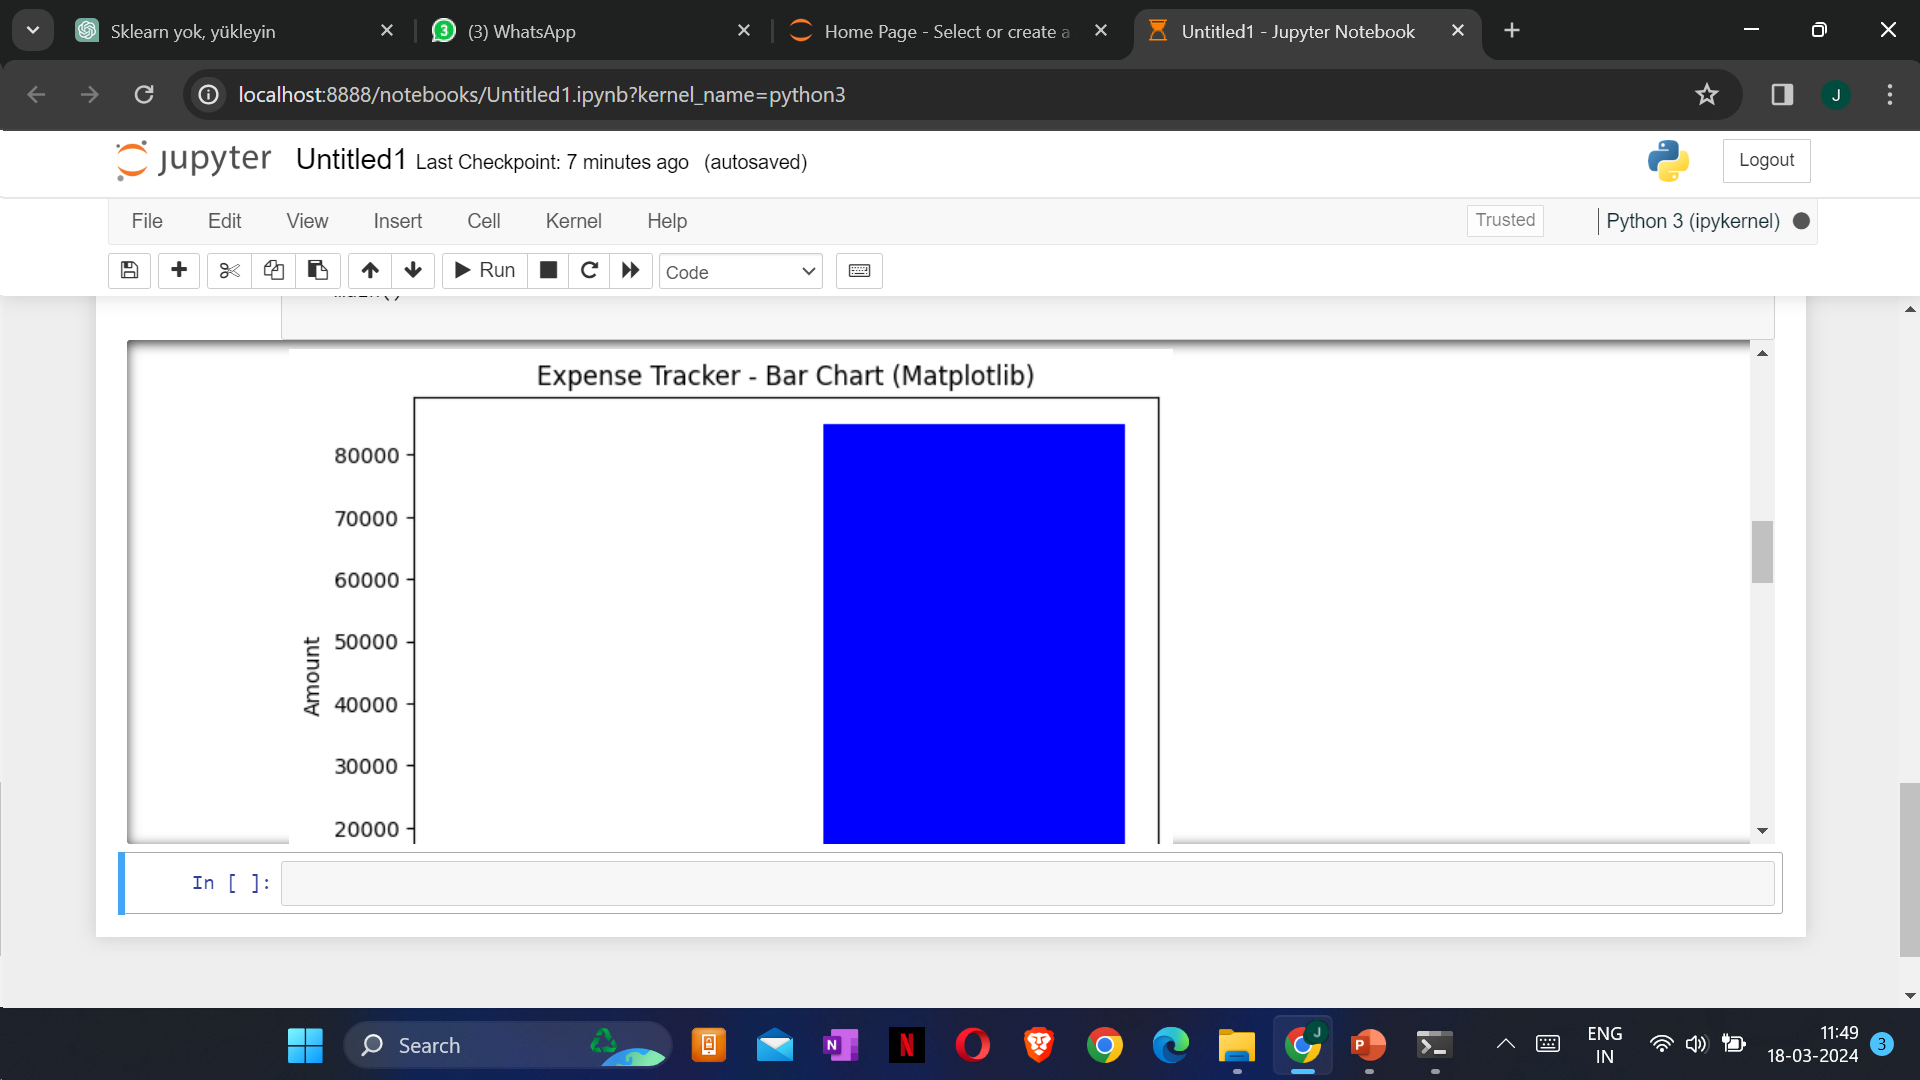 Sklearn yok, yükleyin
3 (3) WhatsApp
Home Page - Select or create a
Untitled1 - Jupyter Notebook
localhost:8888/notebooks/Untitled1.ipynb?kernel_name=python3
J
jupyter Untitled1 Last Checkpoint: 7 minutes ago (autosaved)
Logout
File Edit View Insert Cell Kernel Help
Trusted
Python 3 (ipykernel)
Run
Code
Expense Tracker - Bar Chart (Matplotlib)
80000
70000
60000
50000
Amount
40000
30000
20000
In [ ]:
Search
N
N
J
P
ENG
IN
11:49
18-03-2024
3